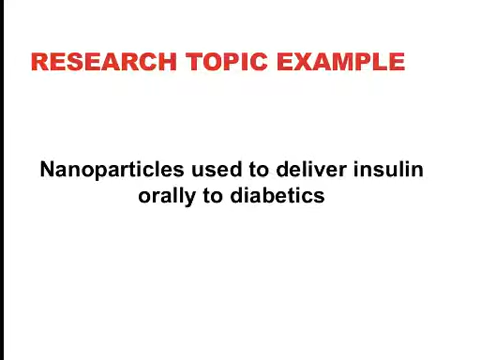 RESEARCH TOPIC EXAMPLE
Nanoparticles used to deliver insulin
orally to diabetics